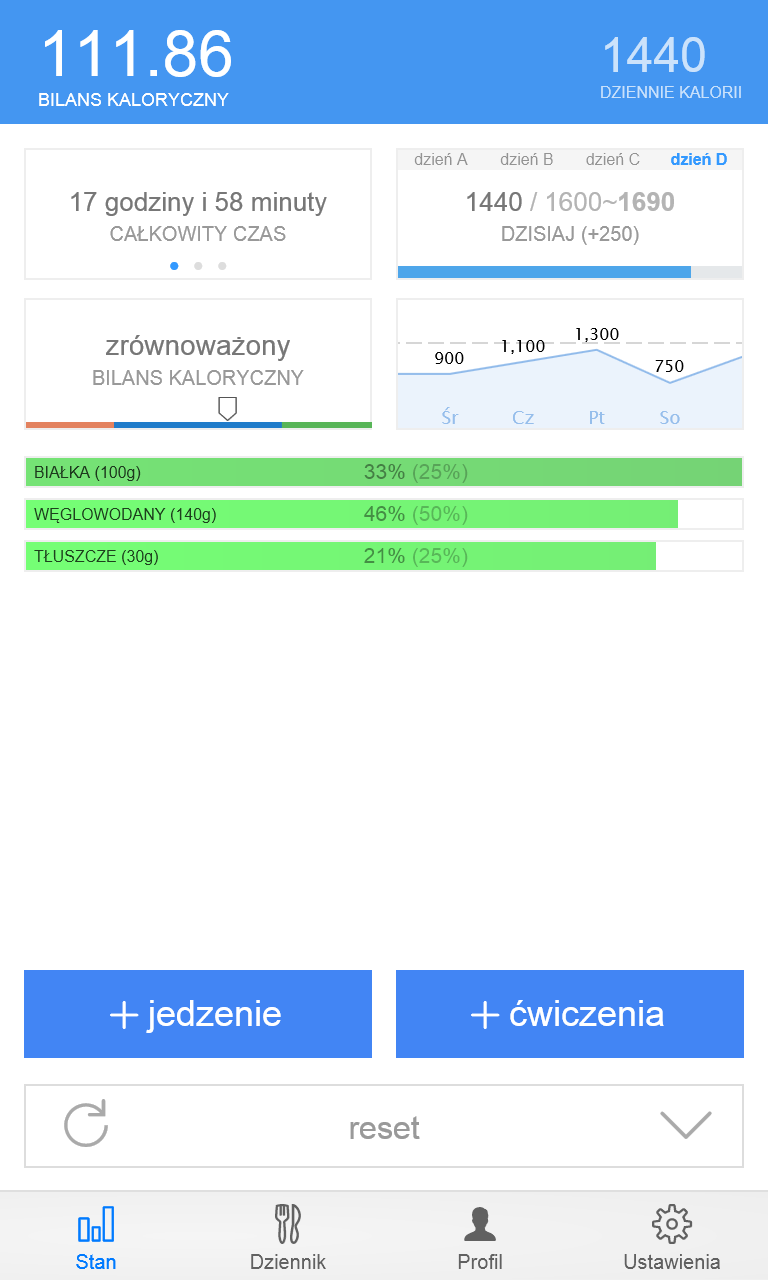 111.86
BILANS KALORYCZNY
1440
DZIENNIE KALORII
17 godziny i 58 minuty
CAŁKOWITY CZAS
dzień A dzień B dzień C dzień D
1440 / 1600~1690
DZISIAJ (+250)
zrównoważony
BILANS KALORYCZNY
900 1,100 1,300 750
Śr Cz Pt So
BIAŁKA (100g) 33% (25%)
WĘGLOWODANY (140g) 46% (50%)
TŁUSZCZE (30g) 21% (25%)
+ jedzenie
+ ćwiczenia
reset
Stan Dziennik Profil Ustawienia